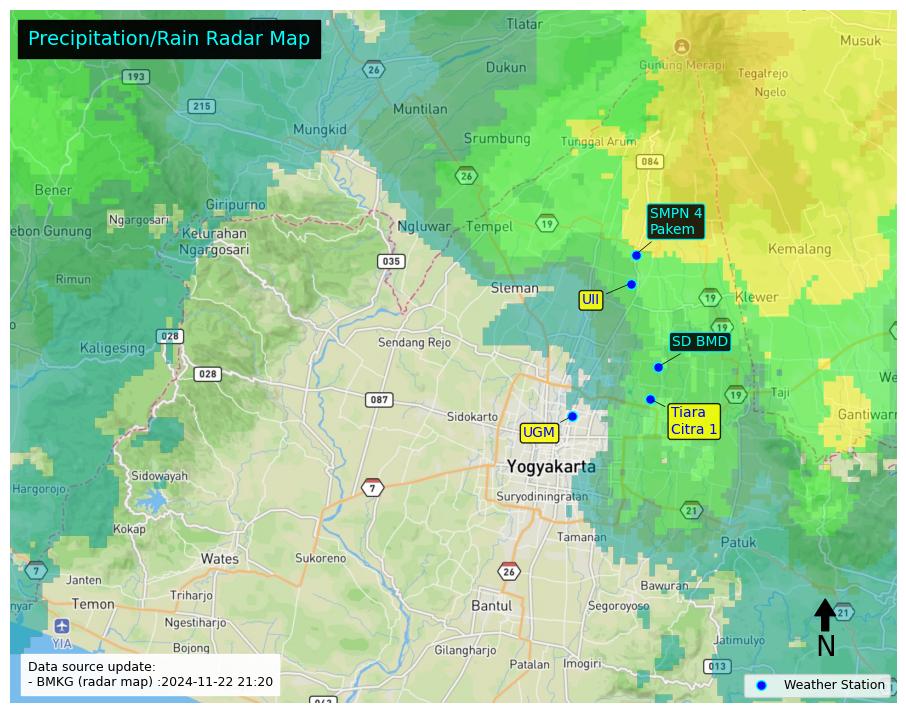 Precipitation/Rain Radar Map
Tlatar
Musuk
26
Gunung Merapi
Dukun
193
Tegalrejo
Ngelo
215
Muntilan
Mungkid
Srumbung
Tunggal Arum
084
26
Bener
Giripurno
SMPN 4
Pakem
Ngargosari
Ngluwar
Tempel
19
ebon Gunung
Kelurahan
Ngargosari
Kemalang
035
Rimun
Sleman
UII
19
Klewer
19
028
Sendang Rejo
SD BMD
Kaligesing
028
We
087
19
Taji
Sidokarto
Tiara
Citra 1
Gantiwarn
UGM
Yogyakarta
Sidowayah
Hargorojo
7
Suryodiningratan
21
Kokap
Tamanan
Patuk
Wates
Sukoreno
7
26
Janten
Bawuran
Triharjo
nyar
Temon
Bantul
Segoroyoso
21
Ngestiharjo
YIA
Jatimulyo
N
Bojong
Gilangharjo
Data source update:
Patalan
Imogiri
013
- BMKG (radar map) :2024-11-22 21:20
Weather Station